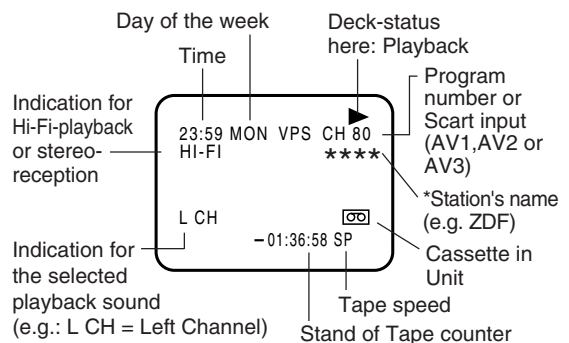 Day of the week
Time
Deck-status
here: Playback
Program
number or
Scart input
(AV1,AV2 or
AV3)
Indication for
Hi-Fi-playback
or stereo-
reception
23:59 MON VPS CH 80
HI-FI ****
*Station's name
(e.g. ZDF)
L CH
−01:36:58 SP
Cassette in
Unit
Indication for
the selected
playback sound
(e.g.: L CH = Left Channel)
Tape speed
Stand of Tape counter